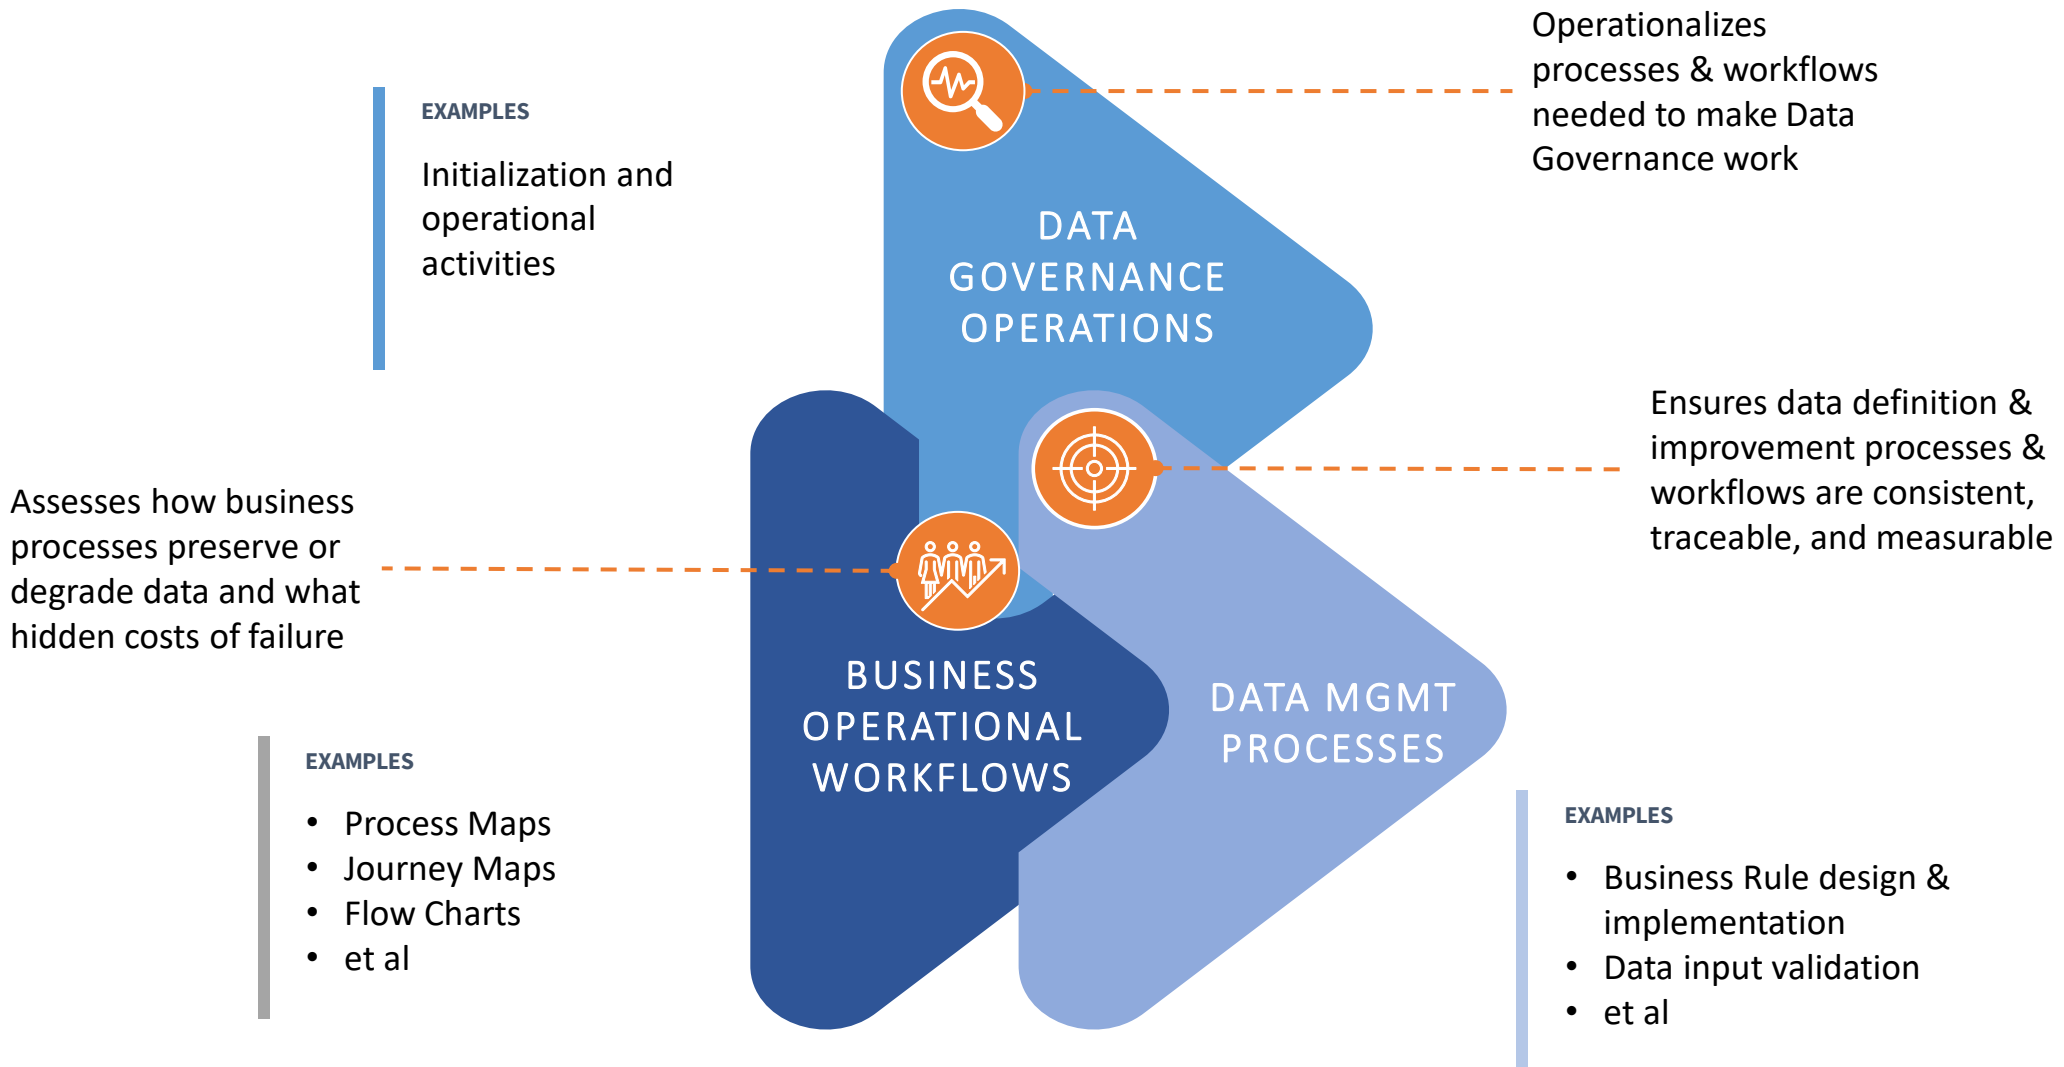 Operationalizes
processes & workflows
needed to make Data
Governance work
EXAMPLES
Initialization and
operational
activities
DATA
GOVERNANCE
OPERATIONS
Ensures data definition &
improvement processes &
workflows are consistent,
traceable, and measurable
Assesses how business
processes preserve or
degrade data and what
hidden costs of failure
BUSINESS
OPERATIONAL
WORKFLOWS
DATA MGMT
PROCESSES
EXAMPLES
• Process Maps
• Journey Maps
• Flow Charts
• et al
EXAMPLES
• Business Rule design &
implementation
• Data input validation
• et al